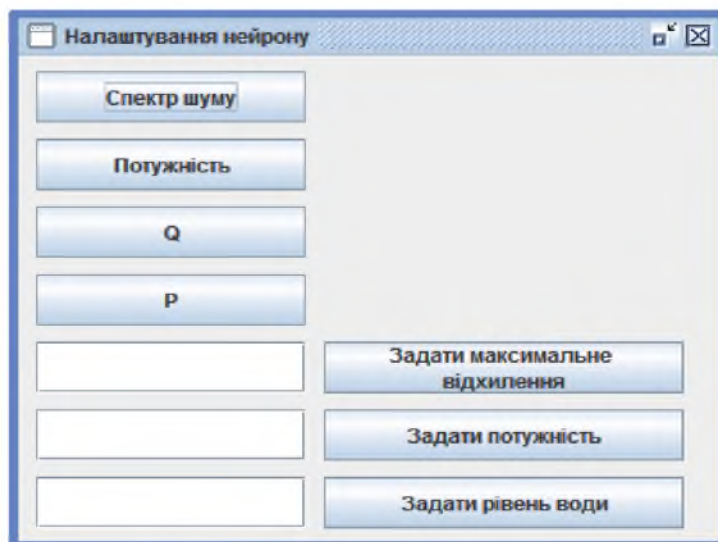 Налаштування нейрону
Спектр шуму
Потужність
Q
P
Задати максимальне
відхилення
Задати потужність
Задати рівень води